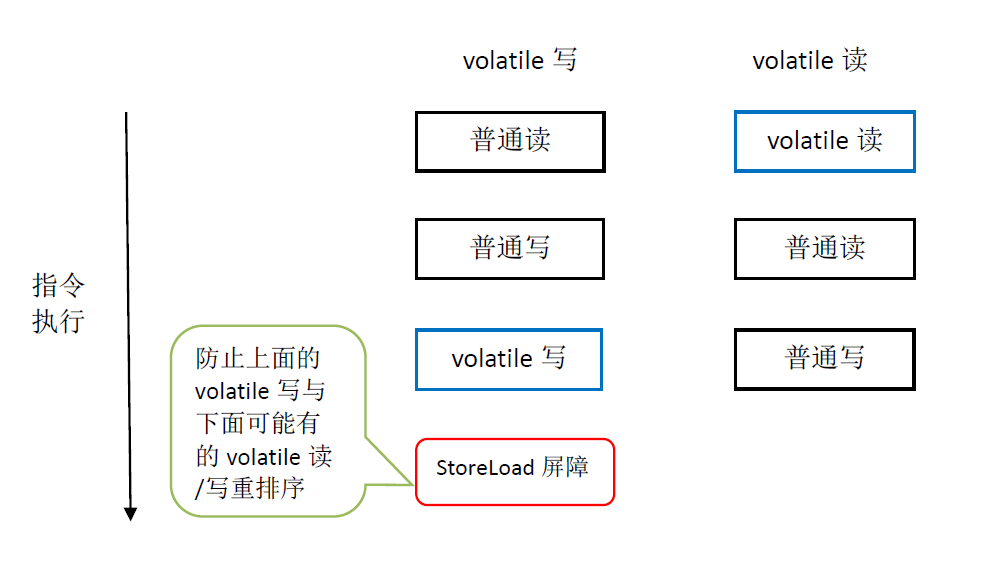 volatile 写
volatile 读
普通读
volatile 读
普通写
普通读
指令
执行
volatile 写
普通写
防止上面的
volatile 写与
下面可能有
的 volatile 读
/写重排序
StoreLoad 屏障